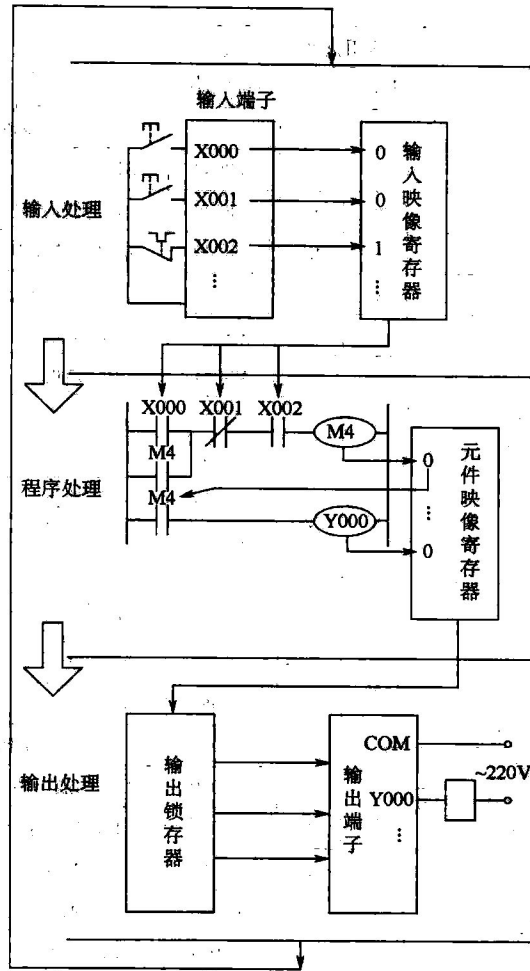 输入端子
X000
0
输入映像寄存器
X001
0
输入处理
X002
1
⋮
⋮
X000
X001
X002
M4
M4
0
元件映像寄存器
程序处理
M4
⋮
Y000
0
输出处理
输出锁存器
输出端子
COM
~220V
Y000
⋮